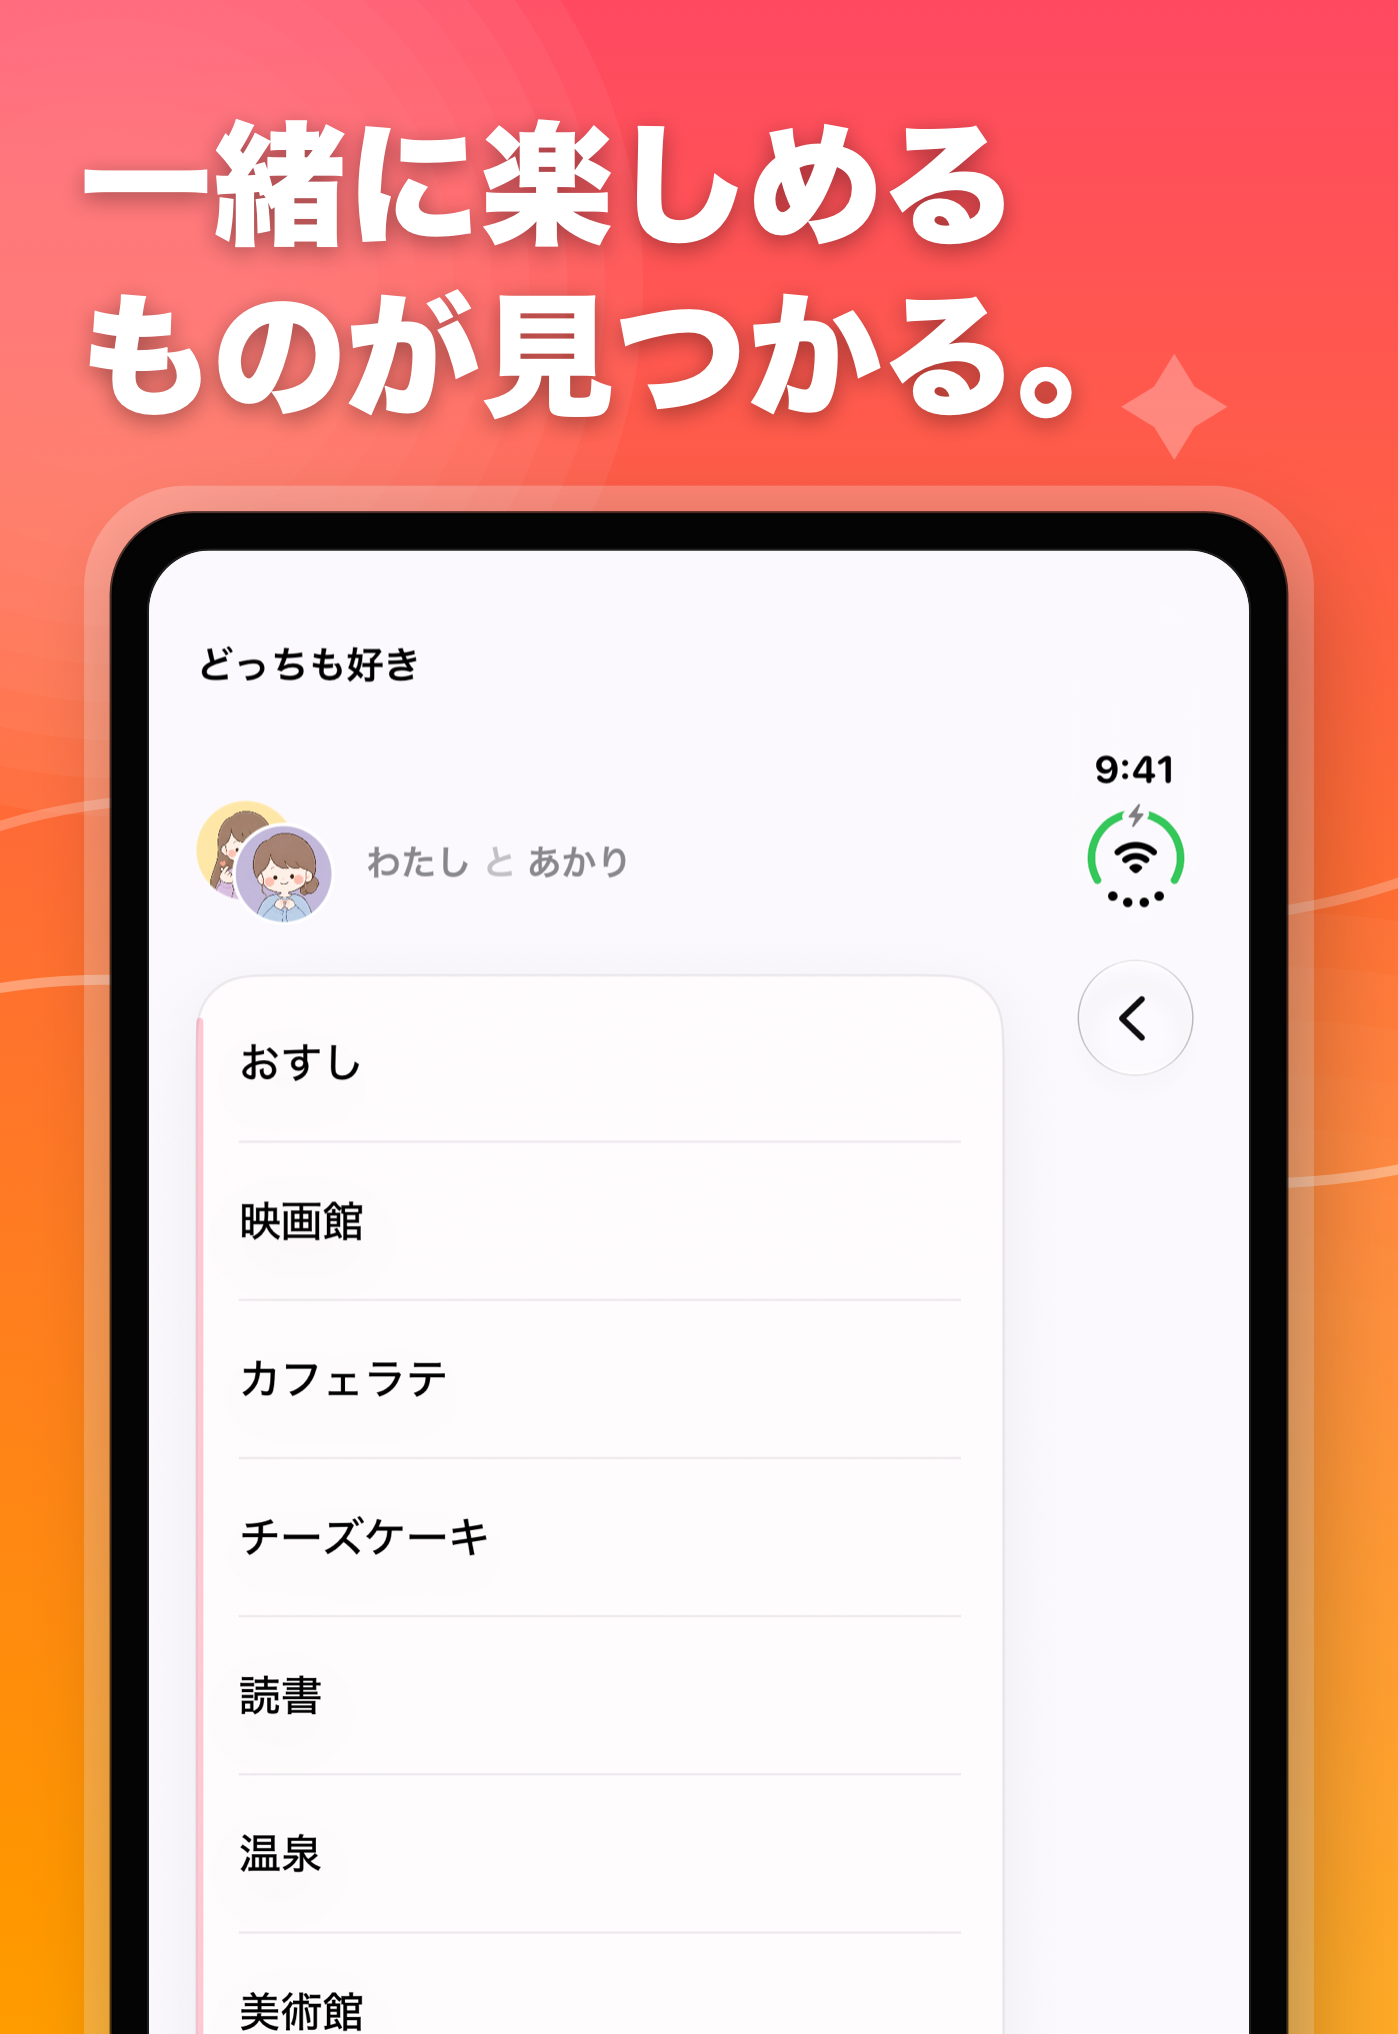 一緒に楽しめる
ものが見つかる。
どっちも好き
9:41
わたし と あかり
おすし
映画館
カフェラテ
チーズケーキ
読書
温泉
美術館